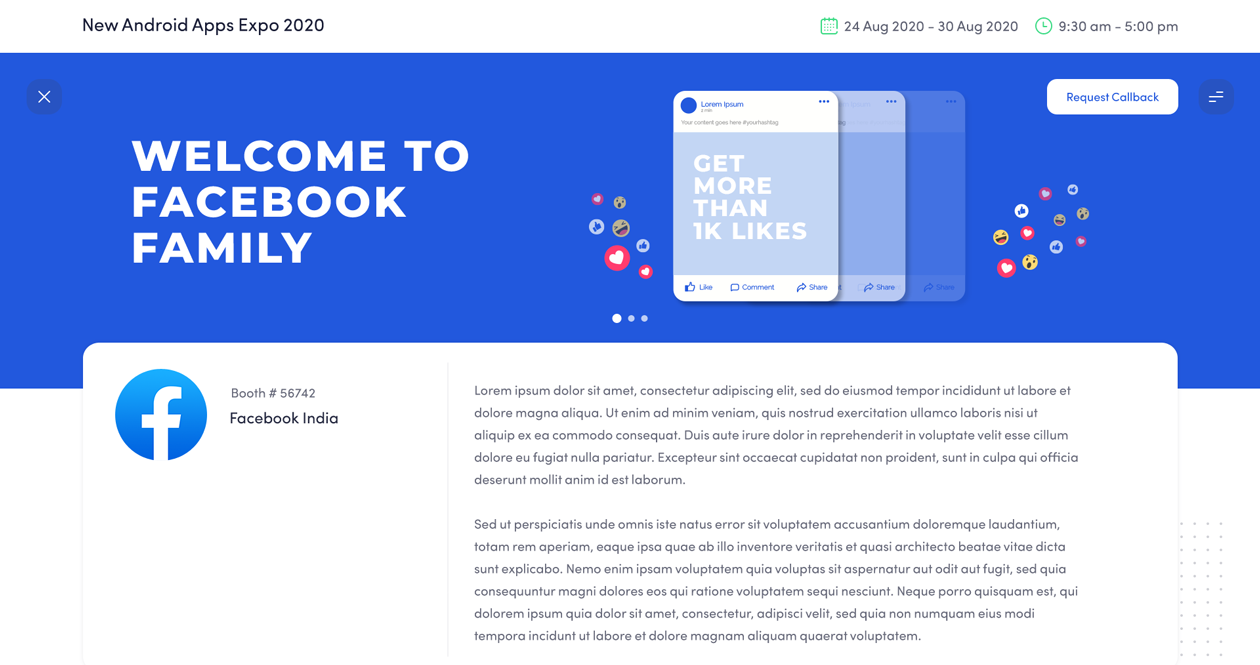 New Android Apps Expo 2020
24 Aug 2020 - 30 Aug 2020
9:30 am - 5:00 pm
Request Callback
WELCOME TO
FACEBOOK
FAMILY
Lorem Ipsum
Your content goes here #yourhashtag
GET
MORE
THAN
1K LIKES
Like
Comment
Share
Share
Share
Booth # 56742
Facebook India
Lorem ipsum dolor sit amet, consectetur adipiscing elit, sed do eiusmod tempor incididunt ut labore et
dolore magna aliqua. Ut enim ad minim veniam, quis nostrud exercitation ullamco laboris nisi ut
aliquip ex ea commodo consequat. Duis aute irure dolor in reprehenderit in voluptate velit esse cillum
dolore eu fugiat nulla pariatur. Excepteur sint occaecat cupidatat non proident, sunt in culpa qui officia
deserunt mollit anim id est laborum.
Sed ut perspiciatis unde omnis iste natus error sit voluptatem accusantium doloremque laudantium,
totam rem aperiam, eaque ipsa quae ab illo inventore veritatis et quasi architecto beatae vitae dicta
sunt explicabo. Nemo enim ipsam voluptatem quia voluptas sit aspernatur aut odit aut fugit, sed quia
consequuntur magni dolores eos qui ratione voluptatem sequi nesciunt. Neque porro quisquam est, qui
dolorem ipsum quia dolor sit amet, consectetur, adipisci velit, sed quia non numquam eius modi
tempora incidunt ut labore et dolore magnam aliquam quaerat voluptatem.